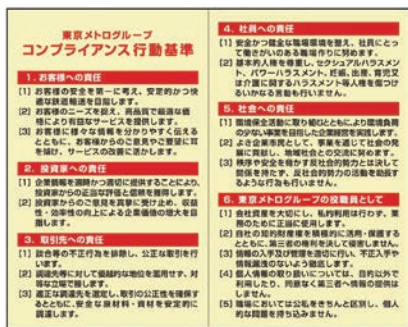 東京メトログループ
コンプライアンス行動基準
1. お客様への責任
[1] お客様の安全を第一に考え、安定的かつ快
適な鉄道輸送を目指します。
[2] お客様のニーズを捉え、高品質で最適な価
格により有益なサービスを提供します。
[3] お客様に様々な情報を分かりやすく伝える
とともに、お客様からのご意見やご要望に耳
を傾け、サービスの改善に活かします。
2. 投資家への責任
[1] 企業情報を適時かつ適切に提供することにより、
投資家からの正当な評価と信頼を獲得します。
[2] 投資家からのご意見を真摯に受け止め、収益
性・効率性の向上による企業価値の増大を目
指します。
3. 取引先への責任
[1] 談合等の不正行為を排除し、公正な取引を行
います。
[2] 調達先等に対して優越的な地位を濫用せず、対
等な立場で接します。
[3] 適正な調達先を選定し、取引の公正性を確保す
るとともに、安全な原材料・資材を安定的に
調達します。
4. 社員への責任
[1] 安全かつ健全な職場環境を整え、社員にとっ
て働きがいのある職場作りに努めます。
[2] 基本的人権を尊重し、セクシュアルハラスメ
ント、パワーハラスメント、妊娠、出産、育児又
は介護に関するハラスメント等人権を傷つけ
るいかなる言動も行いません。
5. 社会への責任
[1] 環境保全活動に取り組むとともに、環境負荷
の少ない事業を目指した企業経営を実践します。
[2] よき企業市民として、事業を通じて社会の発
展に貢献し、地域社会との交流に努めます。
[3] 秩序や安全を脅かす反社会的勢力とは決して
関係を持たず、反社会的勢力の活動を助長す
るような行為も行いません。
6. 東京メトログループの役職員として
[1] 会社資産を大切にし、私的利用は行わず、業
務のために正当に使用します。
[2] 自社の知的財産権を積極的に活用・保護する
とともに、第三者の権利を決して侵害しません。
[3] 情報の入手及び管理を適切に行い、不正入手や
情報漏洩のないよう徹底します。
[4] 個人情報の取り扱いについては、目的以外で
利用したり、同意なく第三者へ情報の提供は
しません。
[5] 職場においては公私をきちんと区別し、個人
的な問題を持ち込みません。